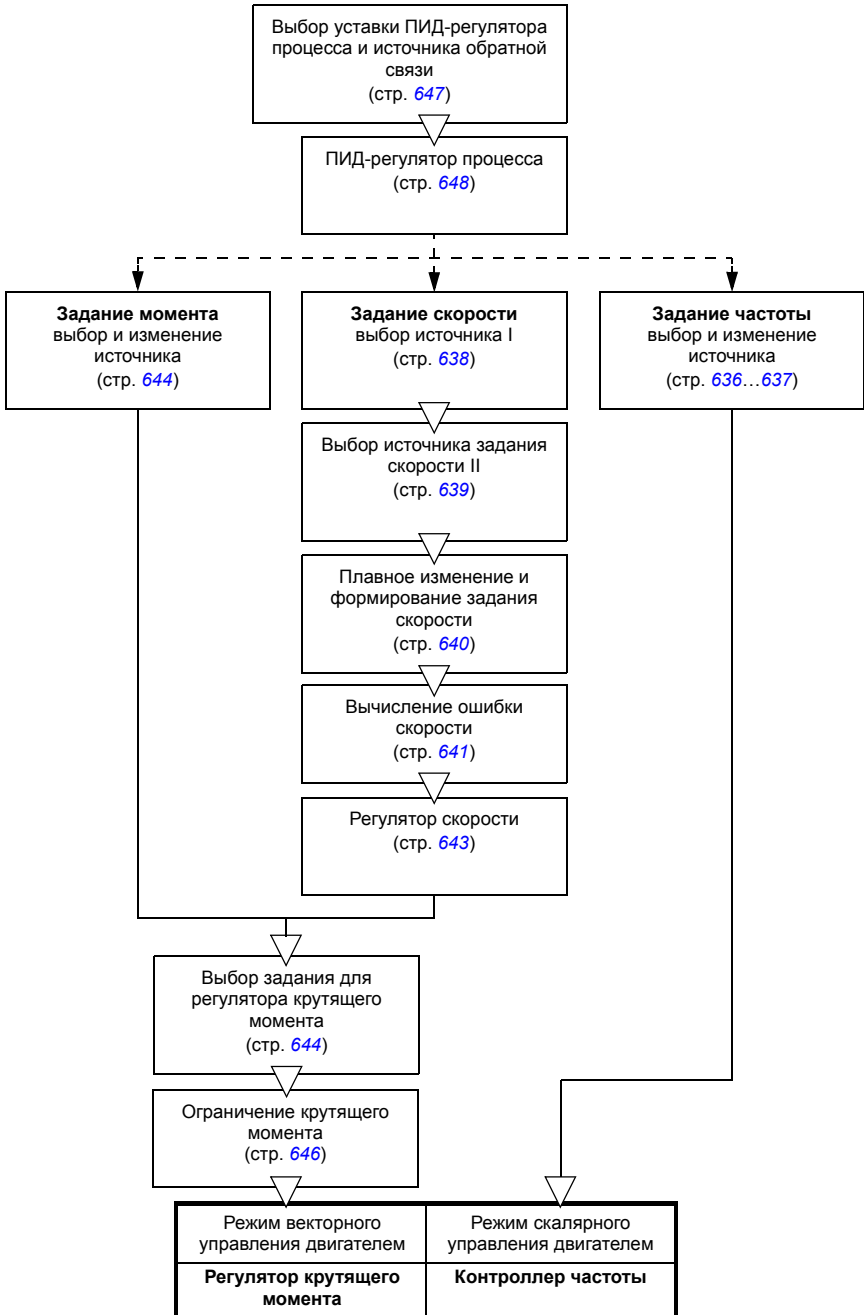 Выбор уставки ПИД-регулятора
процесса и источника обратной
связи
(стр. 647)
ПИД-регулятор процесса
(стр. 648)
Задание момента
выбор и изменение
источника
(стр. 644)
Задание скорости
выбор источника I
(стр. 638)
Задание частоты
выбор и изменение
источника
(стр. 636…637)
Выбор источника задания
скорости II
(стр. 639)
Плавное изменение и
формирование задания
скорости
(стр. 640)
Вычисление ошибки
скорости
(стр. 641)
Регулятор скорости
(стр. 643)
Выбор задания для
регулятора крутящего
момента
(стр. 644)
Ограничение крутящего
момента
(стр. 646)
Режим векторного
управления двигателем
Режим скалярного
управления двигателем
Регулятор крутящего
момента
Контроллер частоты